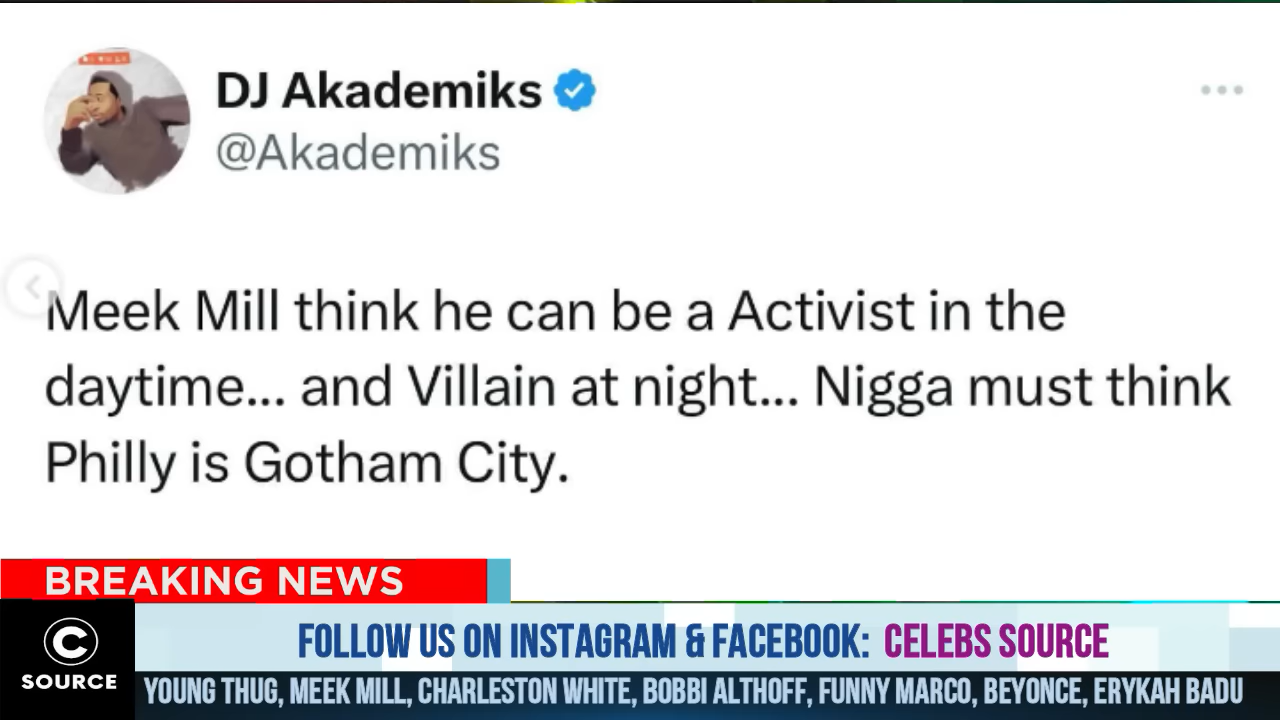 DJ Akademiks
@Akademiks
Meek Mill think he can be a Activist in the
daytime... and Villain at night... Nigga must think
Philly is Gotham City.
BREAKING NEWS
C
SOURCE
FOLLOW US ON INSTAGRAM & FACEBOOK: CELEBS SOURCE
YOUNG THUG, MEEK MILL, CHARLESTON WHITE, BOBBI ALTHOFF, FUNNY MARCO, BEYONCE, ERYKAH BADU